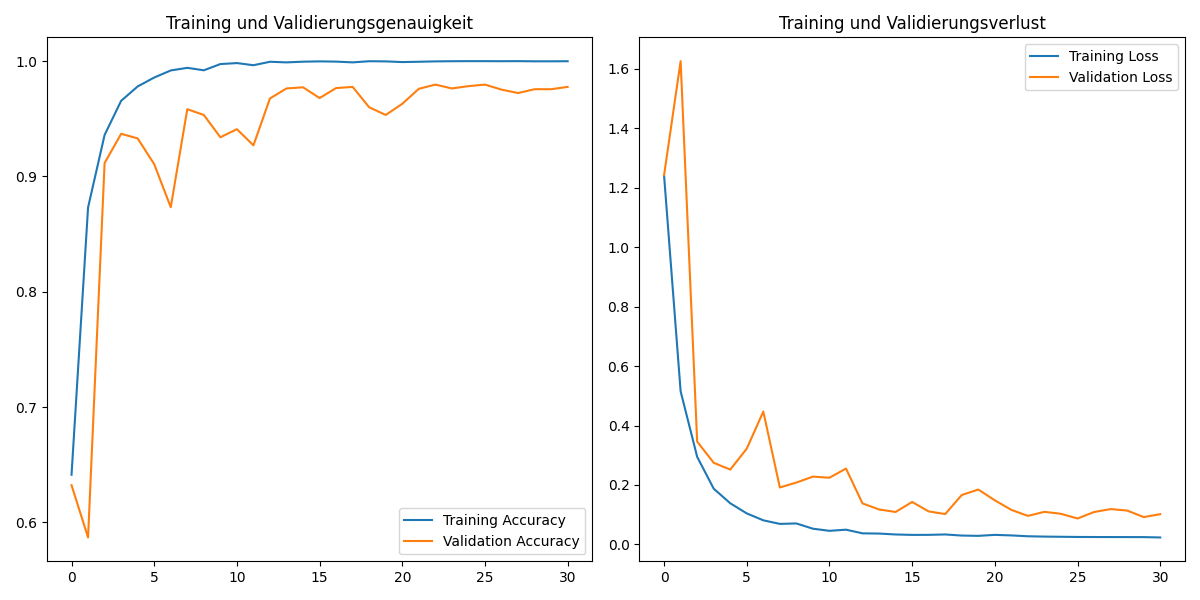 Training und Validierungsgenauigkeit
1.0
0.9
0.8
0.7
0.6
0 5 10 15 20 25 30
Training Accuracy
Validation Accuracy
Training und Validierungsverlust
1.6
1.4
1.2
1.0
0.8
0.6
0.4
0.2
0.0
0 5 10 15 20 25 30
Training Loss
Validation Loss